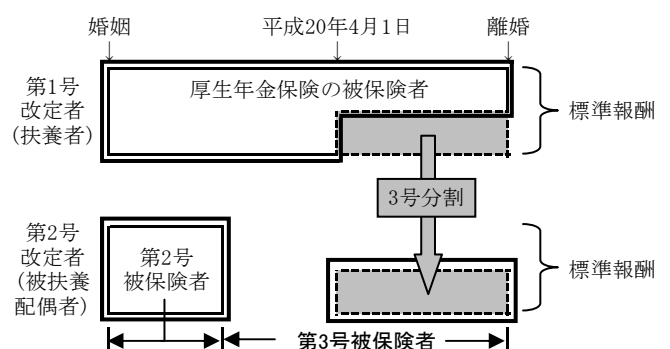 婚姻
平成20年4月1日
離婚
第1号
改定者
(扶養者)
厚生年金保険の被保険者
標準報酬
3号分割
第2号
改定者
(被扶養
配偶者)
第2号
被保険者
標準報酬
第3号被保険者